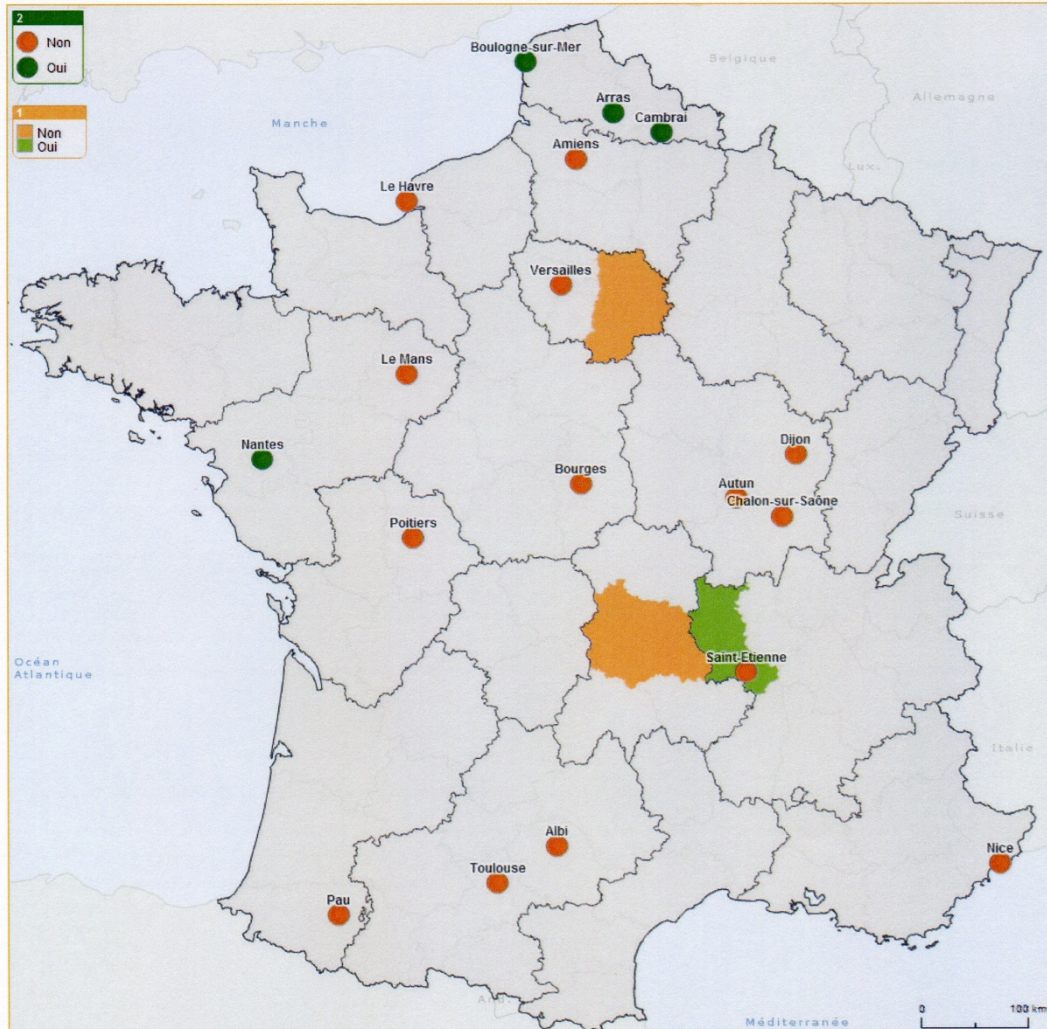 2
Non
Oui
1
Non
Oui
Boulogne-sur-Mer
Belgique
Allemagne
Arras
Manche
Cambrai
Amiens
Lux.
Le Havre
Versailles
Le Mans
Dijon
Nantes
Bourges
Autun
Chalon-sur-Saône
Suisse
Poitiers
Saint-Etienne
Océan
Atlantique
Italie
Albi
Nice
Toulouse
Pau
And.
0 100 km
Méditerranée